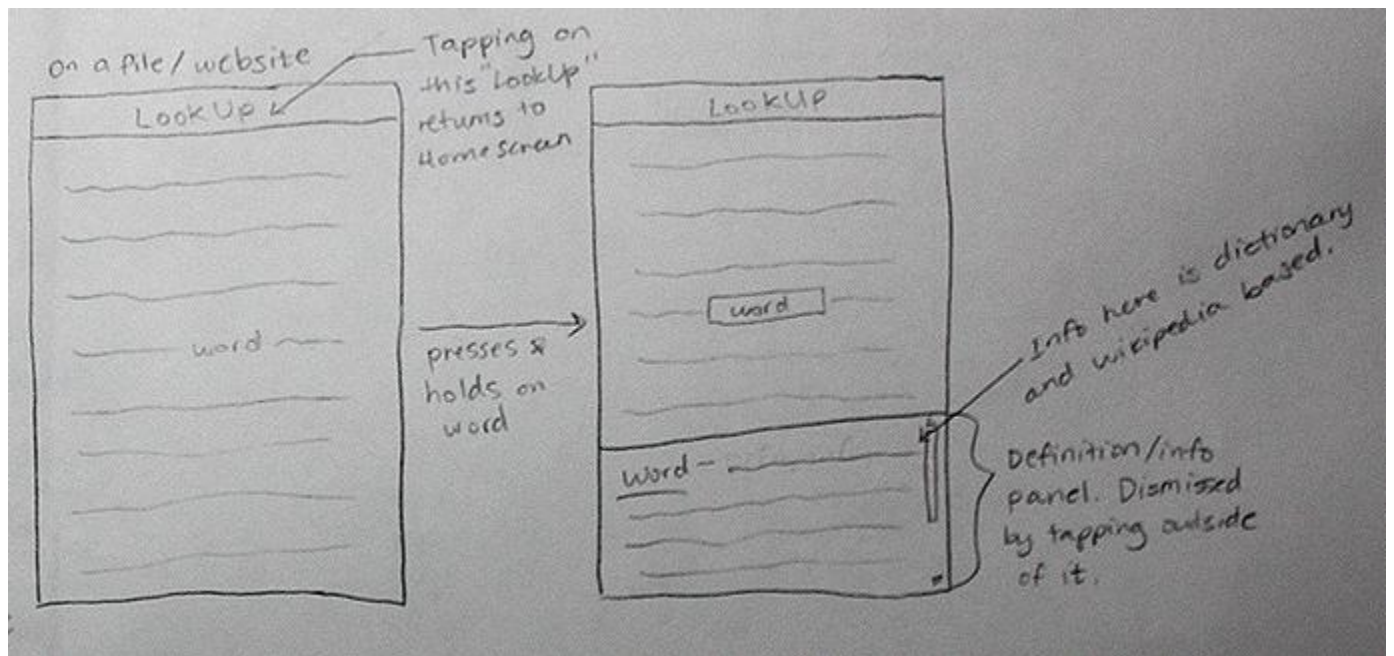 on a file/website
Tapping on
this "LookUp"
returns to
Home Screen
LookUp
word
presses &
holds on
word
LookUp
word
word -
Info here is dictionary
and wikipedia based.
Definition/info
panel. Dismissed
by tapping outside
of it.